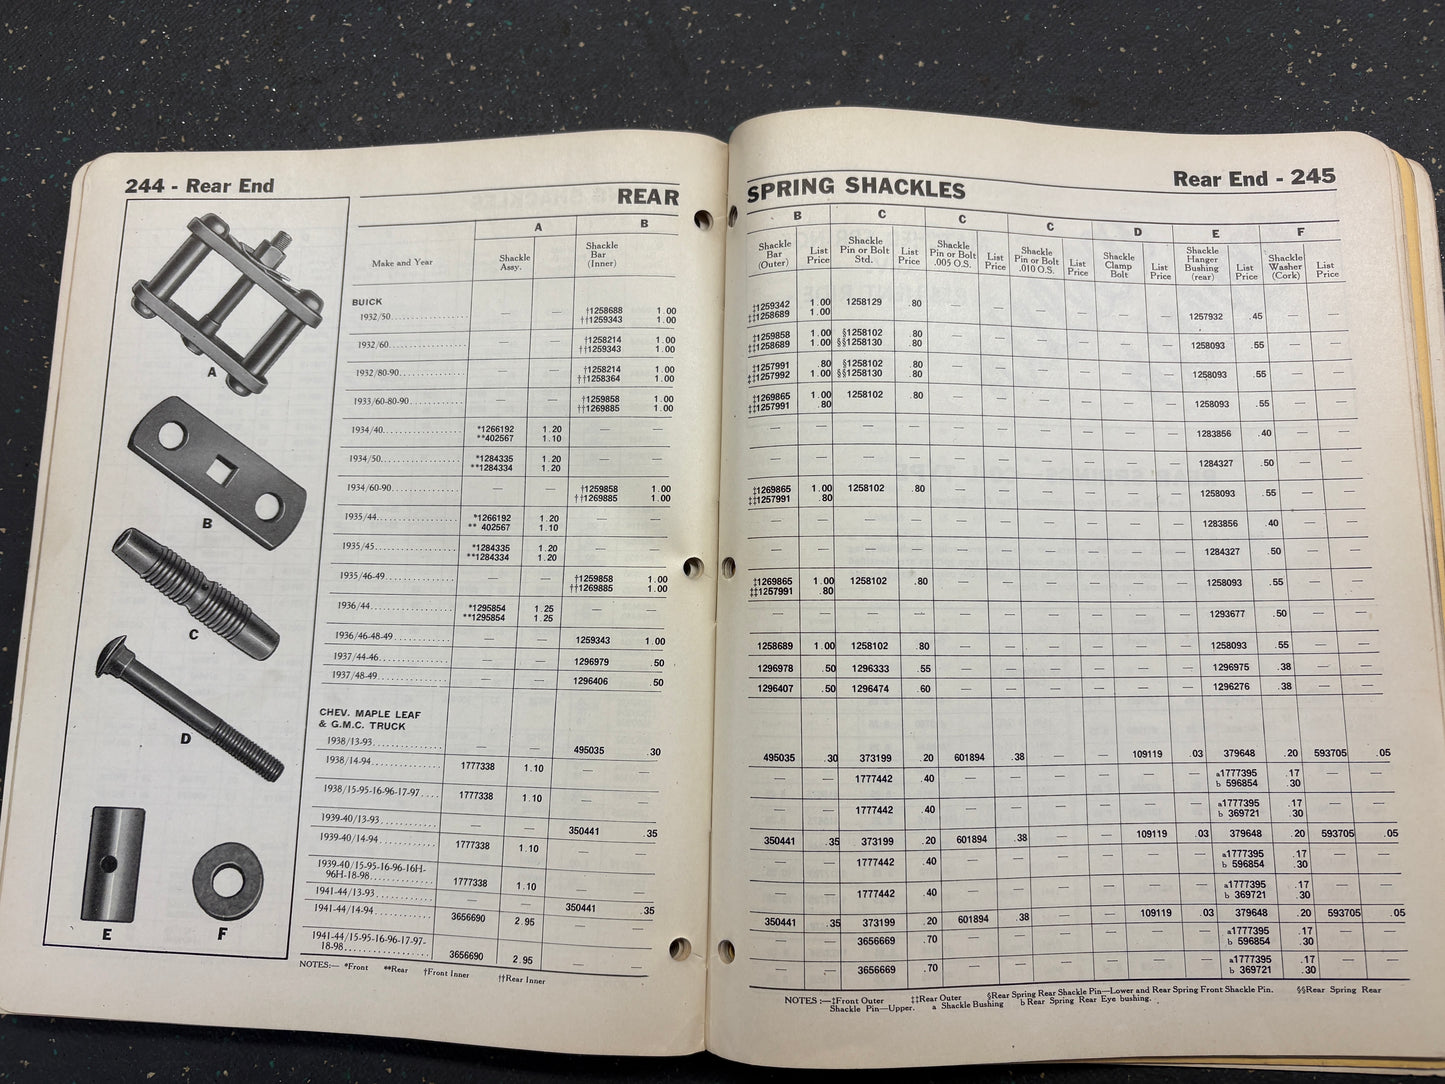 244 - Rear End
REAR
A B
Make and Year Shackle Assy. Shackle Bar (Inner)
BUICK
1932/50 — — †1258688 1.00
††1259343 1.00
1932/60 — — †1258214 1.00
††1259343 1.00
1932/80-90 — — †1258214 1.00
††1258364 1.00
1933/60-80-90 — — †1259858 1.00
††1269885 1.00
1934/40 *1266192 1.20 — —
**402567 1.10
1934/50 *1284335 1.20 — —
**1284334 1.20
1934/60-90 — — †1259858 1.00
††1269885 1.00
1935/44 *1266192 1.20 — —
** 402567 1.10
1935/45 *1284335 1.20 — —
**1284334 1.20
1935/46-49 — — †1259858 1.00
††1269885 1.00
1936/44 *1295854 1.25 — —
**1295854 1.25
1936/46-48-49 — — 1259343 1.00
1937/44-46 — — 1296979 .50
1937/48-49 — — 1296406 .50
CHEV. MAPLE LEAF
& G.M.C. TRUCK
1938/13-93 — — 495035 .30
1938/14-94 1777338 1.10 — —
1938/15-95-16-96-17-97 1777338 1.10 — —
1939-40/13-93 — — 350441 .35
1939-40/14-94 1777338 1.10 — —
1939-40/15-95-16-96-16H-
96H-18-98 1777338 1.10 — —
1941-44/13-93 — — 350441 .35
1941-44/14-94 3656690 2.95 — —
1941-44/15-95-16-96-17-97-
18-98 3656690 2.95 — —
NOTES:— *Front **Rear †Front Inner ††Rear Inner
A
B
C
D
E F
Rear End - 245
SPRING SHACKLES
B C C C D E F
Shackle Bar (Outer) List Price Shackle Pin or Bolt Std. List Price Shackle Pin or Bolt .005 O.S. List Price Shackle Pin or Bolt .010 O.S. List Price Shackle Clamp Bolt List Price Shackle Hanger Bushing (rear) List Price Shackle Washer (Cork) List Price
‡1259342 1.00 1258129 .80 — — — — — — 1257932 .45 — —
‡‡1258689 1.00
‡1259858 1.00 §1258102 .80 — — — — — — 1258093 .55 — —
‡‡1258689 1.00 §§1258130 .80
‡1257991 .80 §1258102 .80 — — — — — — 1258093 .55 — —
‡‡1257992 1.00 §§1258130 .80
‡1269865 1.00 1258102 .80 — — — — — — 1258093 .55 — —
‡‡1257991 .80
— — — — — — — — — — 1283856 .40 — —
— — — — — — — — — — 1284327 .50 — —
‡1269865 1.00 1258102 .80 — — — — — — 1258093 .55 — —
‡‡1257991 .80
— — — — — — — — — — 1283856 .40 — —
— — — — — — — — — — 1284327 .50 — —
‡1269865 1.00 1258102 .80 — — — — — — 1258093 .55 — —
‡‡1257991 .80
— — — — — — — — — — 1293677 .50 — —
1258689 1.00 1258102 .80 — — — — — — 1258093 .55 — —
1296978 .50 1296333 .55 — — — — — — 1296975 .38 — —
1296407 .50 1296474 .60 — — — — — — 1296276 .38 — —
495035 .30 373199 .20 601894 .38 — — 109119 .03 379648 .20 593705 .05
— — 1777442 .40 — — — — — — a1777395 .17 — —
b 596854 .30
— — 1777442 .40 — — — — — — a1777395 .17 — —
b 369721 .30
350441 .35 373199 .20 601894 .38 — — 109119 .03 379648 .20 593705 .05
— — 1777442 .40 — — — — — — a1777395 .17 — —
b 596854 .30
— — 1777442 .40 — — — — — — a1777395 .17 — —
b 369721 .30
350441 .35 373199 .20 601894 .38 — — 109119 .03 379648 .20 593705 .05
— — 3656669 .70 — — — — — — a1777395 .17 — —
b 596854 .30
— — 3656669 .70 — — — — — — a1777395 .17 — —
b 369721 .30
NOTES:—‡Front Outer ‡‡Rear Outer §Rear Spring Rear Shackle Pin—Lower and Rear Spring Front Shackle Pin. §§Rear Spring Rear
Shackle Pin—Upper. a Shackle Bushing b Rear Spring Rear Eye bushing.